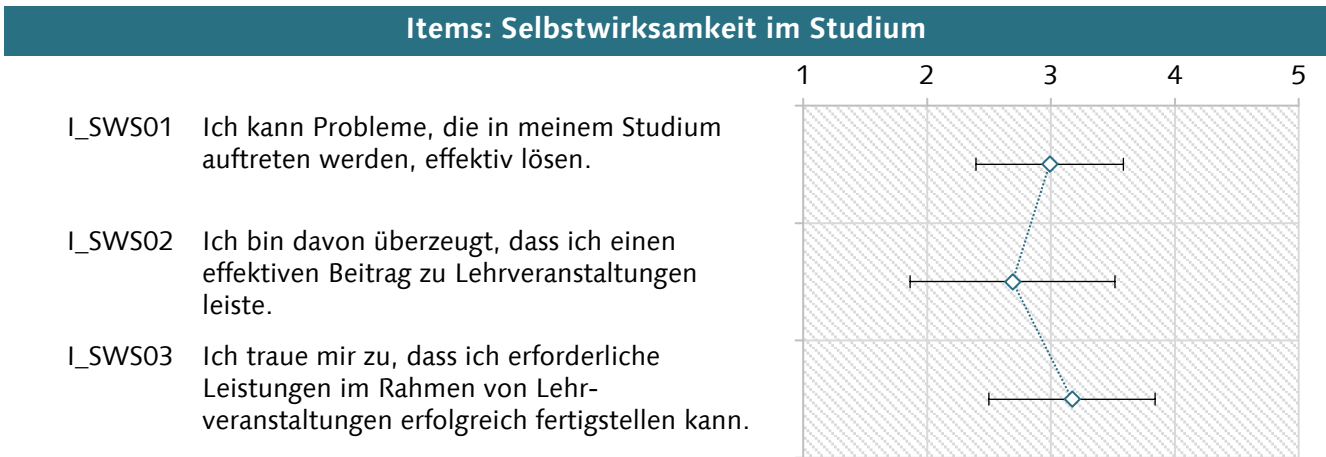 Items: Selbstwirksamkeit im Studium
1 2 3 4 5
I_SWS01 Ich kann Probleme, die in meinem Studium
auftreten werden, effektiv lösen.
I_SWS02 Ich bin davon überzeugt, dass ich einen
effektiven Beitrag zu Lehrveranstaltungen
leiste.
I_SWS03 Ich traue mir zu, dass ich erforderliche
Leistungen im Rahmen von Lehr-
veranstaltungen erfolgreich fertigstellen kann.